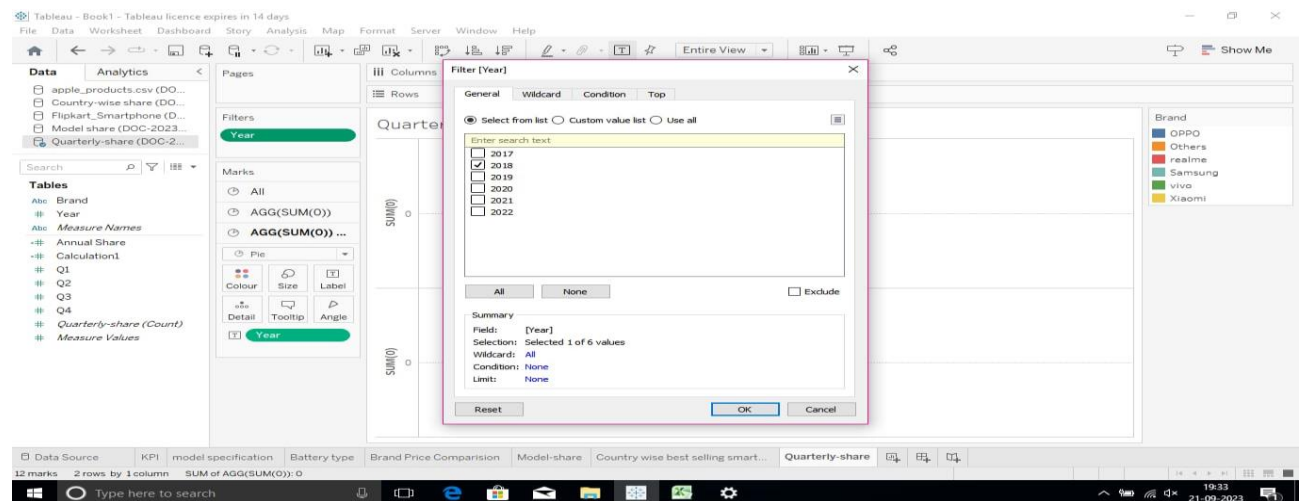 Tableau - Book1 - Tableau licence expires in 14 days
File Data Worksheet Dashboard Story Analysis Map Format Server Window Help
Entire View
Show Me
Data Analytics
apple_products.csv (DO...
Country-wise share (DO...
Flipkart_Smartphone (D...
Model share (DOC-2023...
Quarterly-share (DOC-2...
Search
Tables
Abc Brand
# Year
Abc Measure Names
=# Annual Share
=# Calculation1
# Q1
# Q2
# Q3
# Q4
# Quarterly-share (Count)
# Measure Values
Pages
Filters
Year
Marks
All
AGG(SUM(0))
AGG(SUM(0)) ...
Pie
Colour Size Label
Detail Tooltip Angle
Year
Columns
Rows
Quarter
SUM(0)
0
SUM(0)
0
Filter [Year]
General Wildcard Condition Top
Select from list Custom value list Use all
Enter search text
2017
2018
2019
2020
2021
2022
All None Exclude
Summary
Field: [Year]
Selection: Selected 1 of 6 values
Wildcard: All
Condition: None
Limit: None
Reset OK Cancel
Brand
OPPO
Others
realme
Samsung
vivo
Xiaomi
Data Source KPI model specification Battery type Brand Price Comparision Model-share Country wise best selling smart... Quarterly-share
12 marks 2 rows by 1 column SUM of AGG(SUM(0)): 0
Type here to search
19:33
21-09-2023